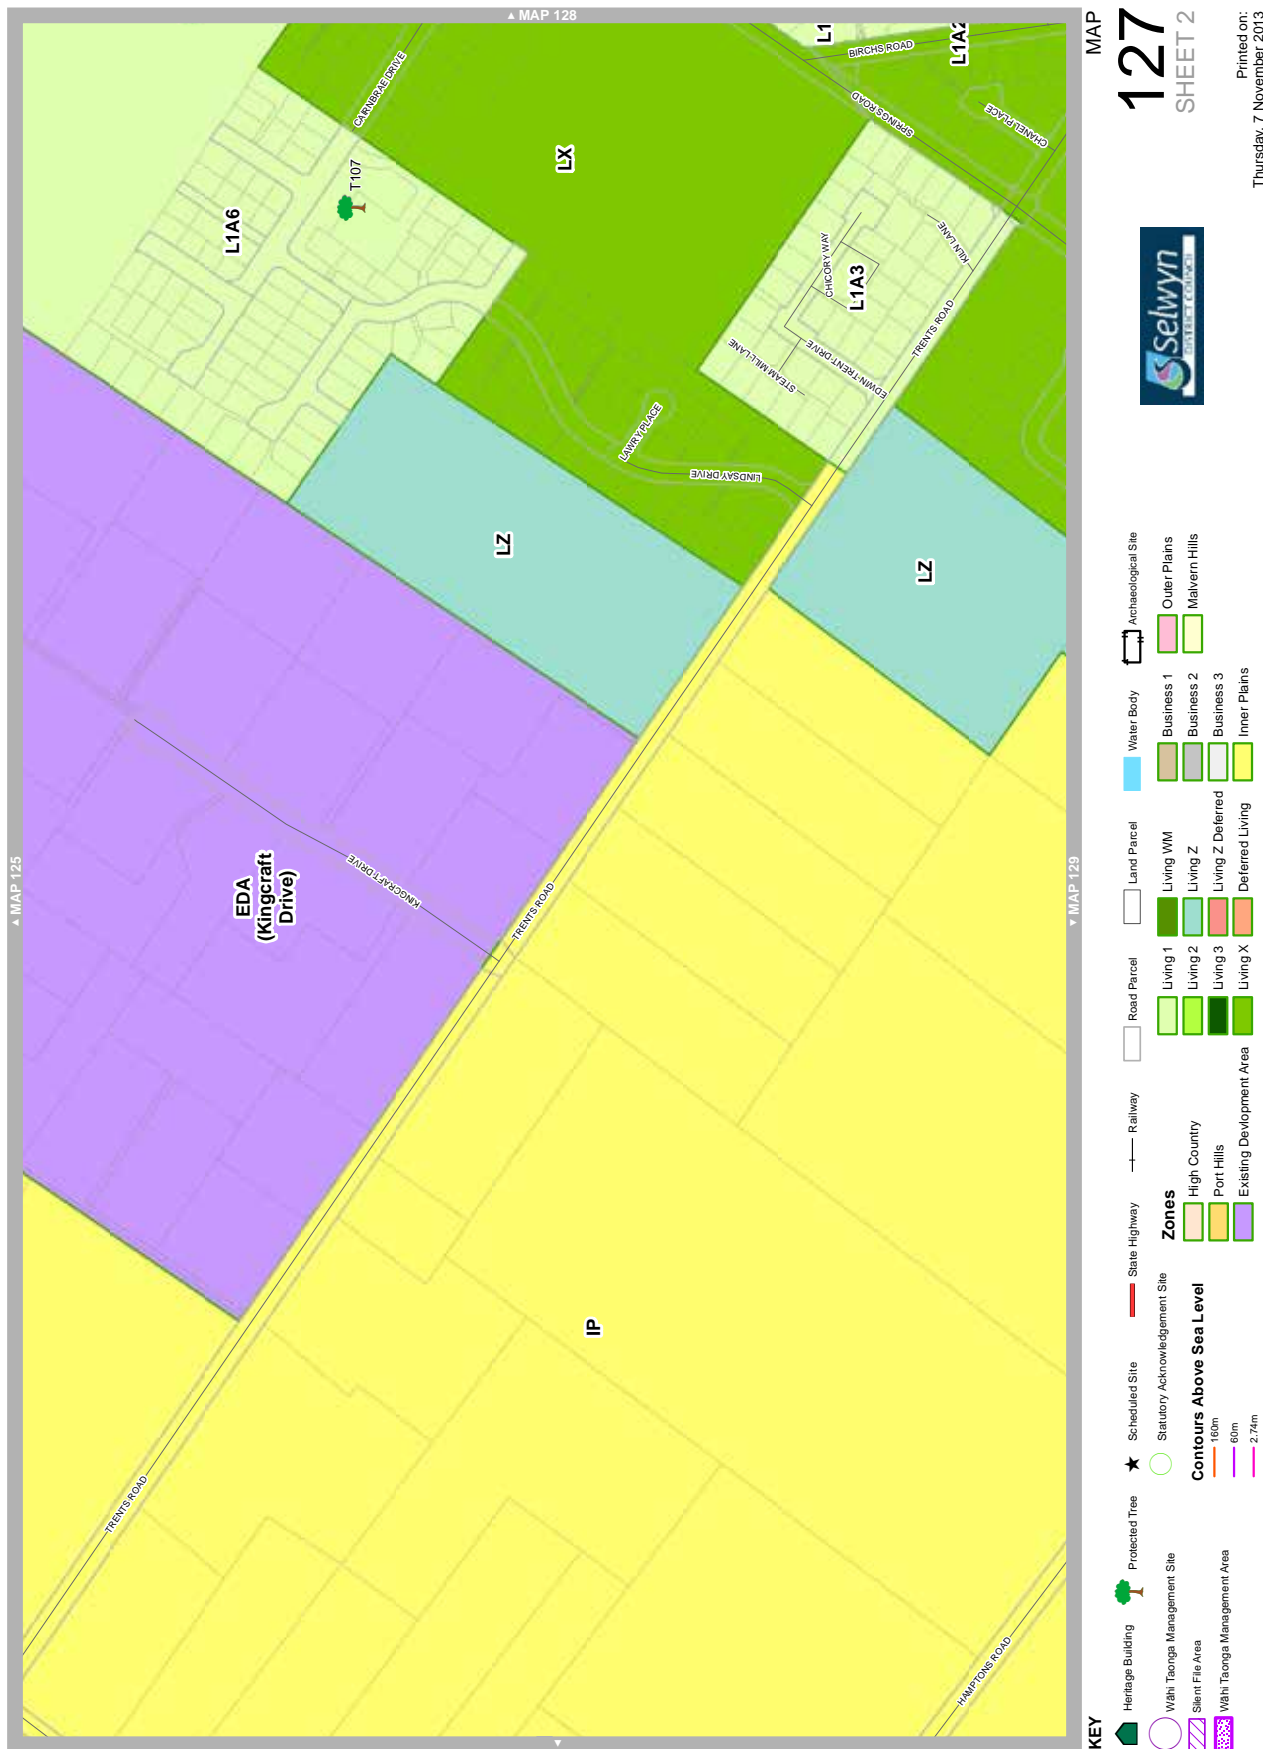 ▲ MAP 128
▲ MAP 125
▼ MAP 129
MAP
127
SHEET 2
Printed on:
Thursday, 7 November 2013
Selwyn
DISTRICT COUNCIL
L1
L1A2
BIRCHS ROAD
CAIRNBRAE DRIVE
SPRINGS ROAD
CHANEL PLACE
LX
T107
L1A6
CHICORY WAY
KILN LANE
L1A3
STEAM MILL LANE
EDWIN TRENT DRIVE
TRENTS ROAD
LAWRY PLACE
LINDSAY DRIVE
LZ
LZ
EDA
(Kingcraft
Drive)
KINGCRAFT DRIVE
TRENTS ROAD
IP
TRENTS ROAD
HAMPTONS ROAD
KEY
Heritage Building
Protected Tree
Scheduled Site
State Highway
Railway
Road Parcel
Land Parcel
Water Body
Archaeological Site
Wāhi Taonga Management Site
Statutory Acknowledgement Site
Silent File Area
Wāhi Taonga Management Area
Contours Above Sea Level
160m
60m
2.74m
Zones
High Country
Port Hills
Existing Devlopment Area
Living 1
Living 2
Living 3
Living X
Living WM
Living Z
Living Z Deferred
Deferred Living
Business 1
Business 2
Business 3
Inner Plains
Outer Plains
Malvern Hills